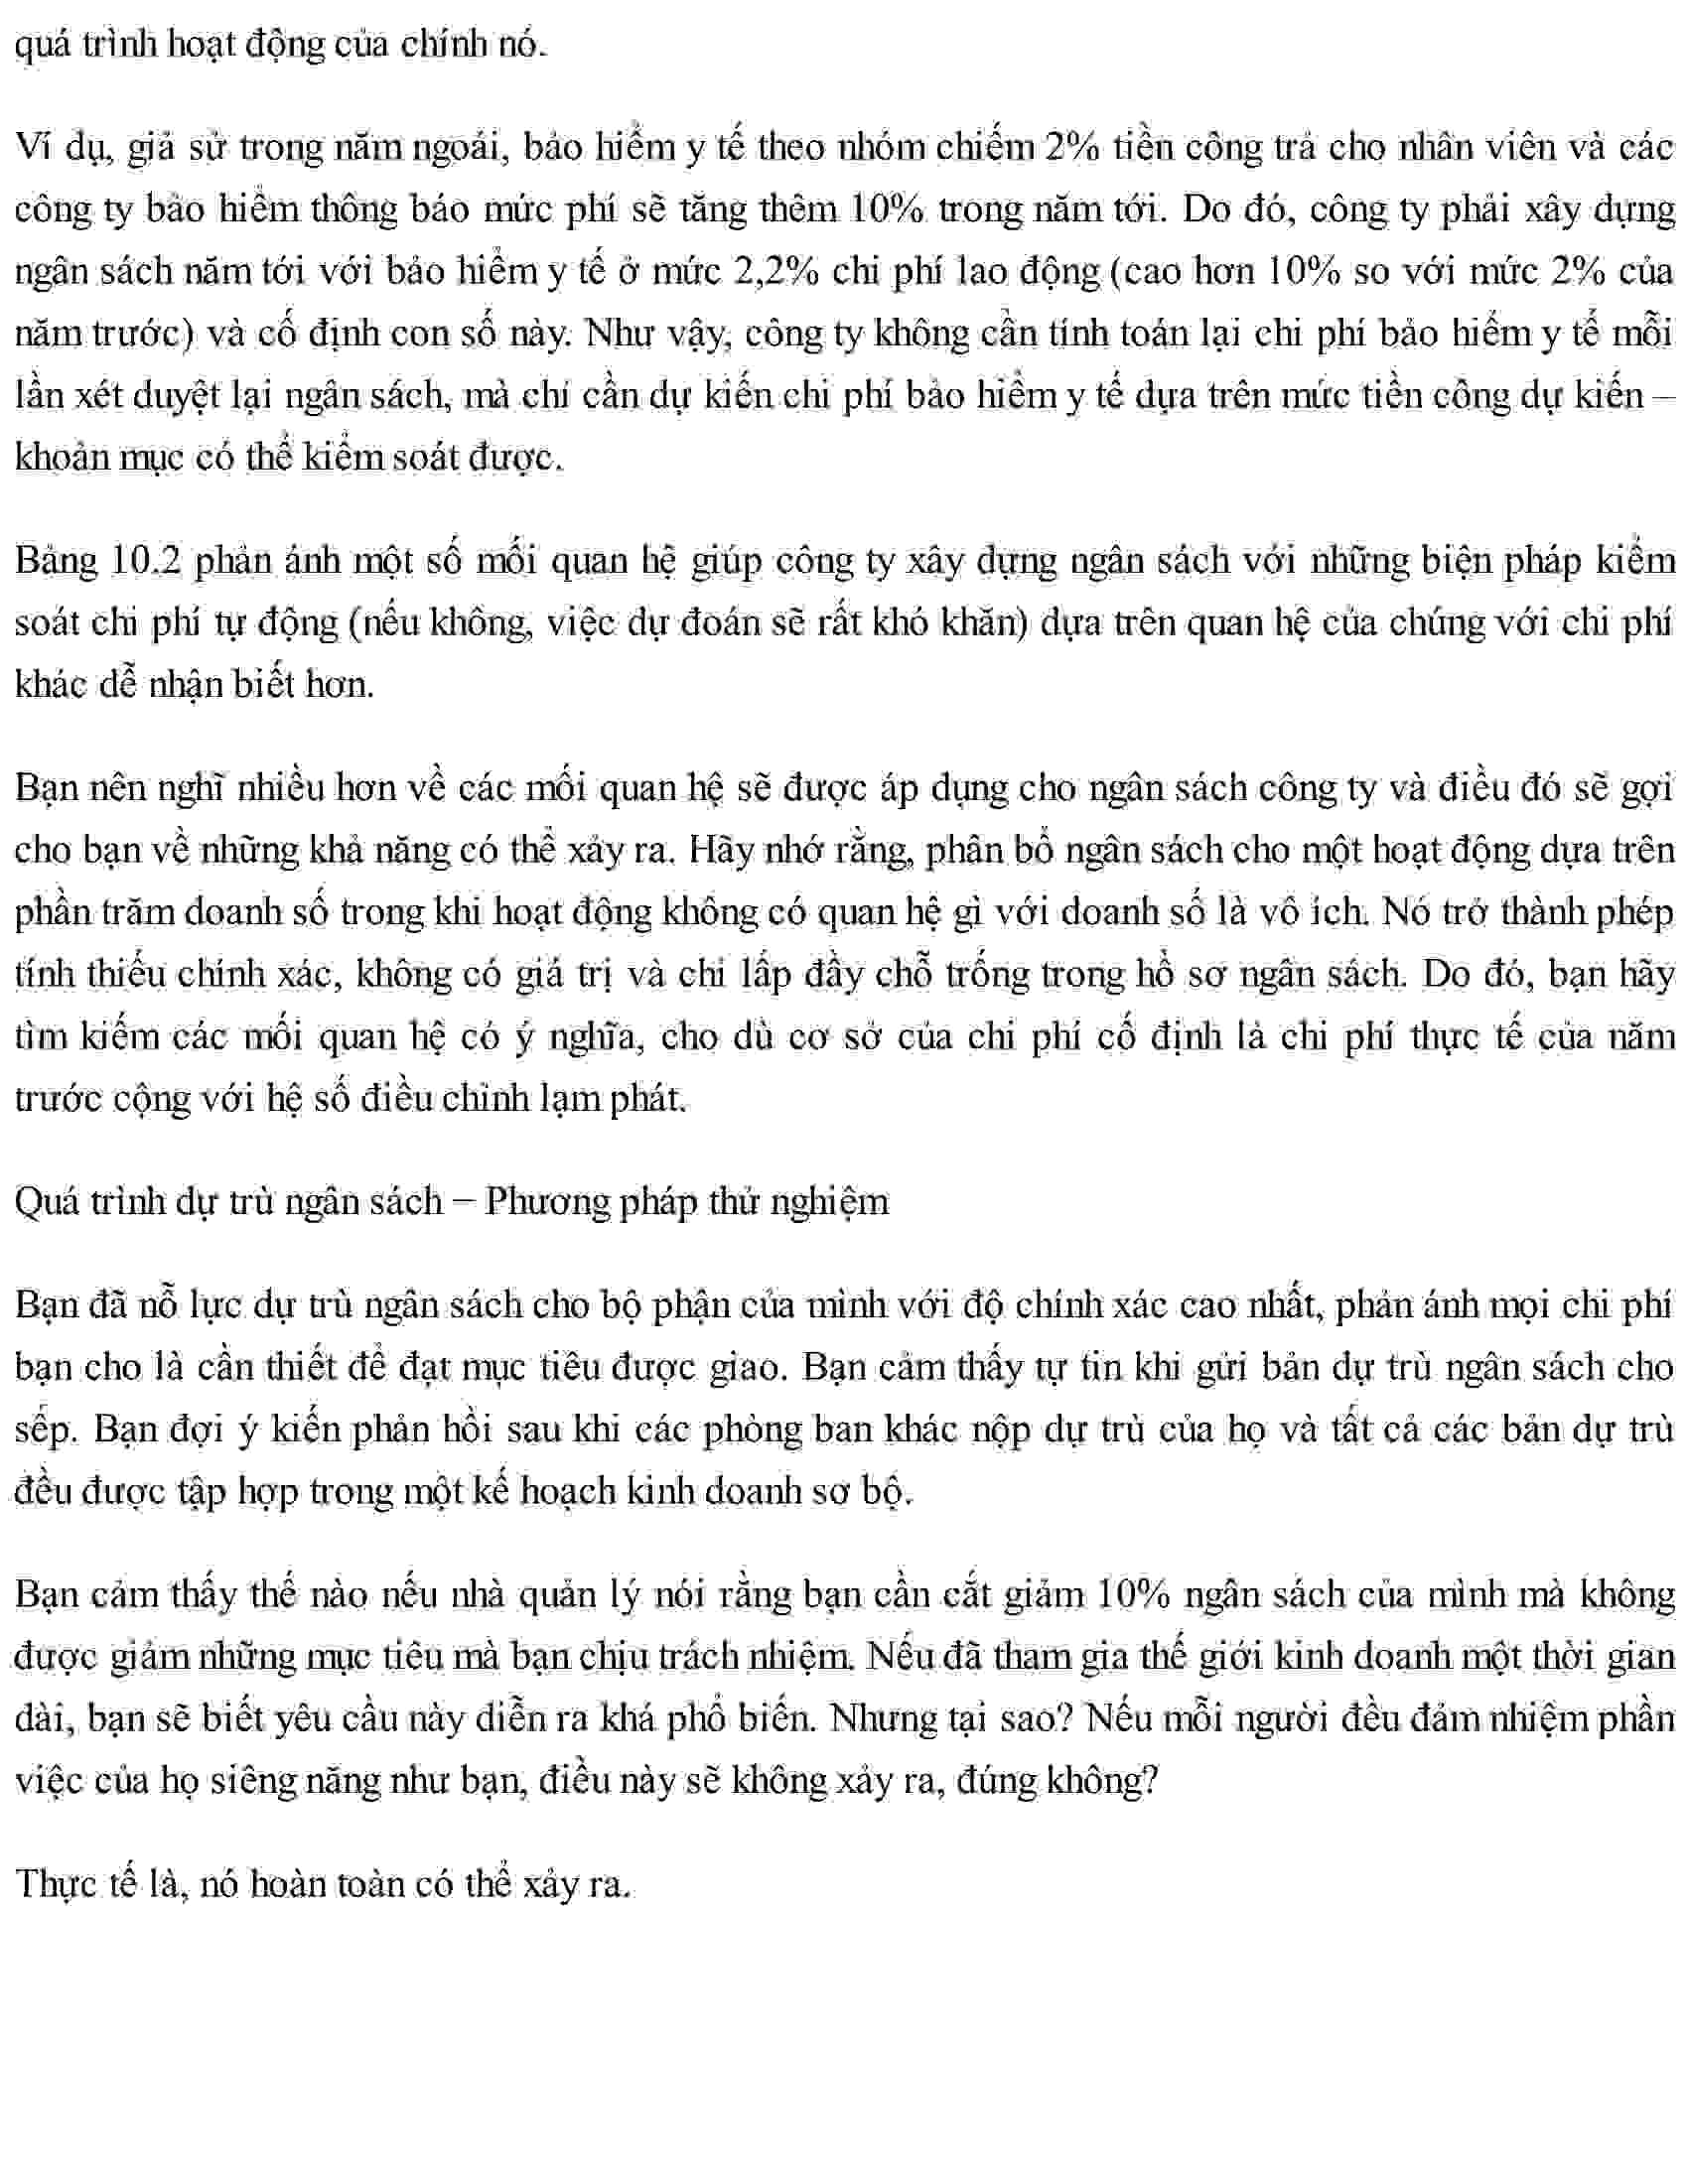 quá trình hoạt động của chính nó.
Ví dụ, giả sử trong năm ngoái, bảo hiểm y tế theo nhóm chiếm 2% tiền công trả cho nhân viên và các
công ty bảo hiểm thông báo mức phí sẽ tăng thêm 10% trong năm tới. Do đó, công ty phải xây dựng
ngân sách năm tới với bảo hiểm y tế ở mức 2,2% chi phí lao động (cao hơn 10% so với mức 2% của
năm trước) và cố định con số này. Như vậy, công ty không cần tính toán lại chi phí bảo hiểm y tế mỗi
lần xét duyệt lại ngân sách, mà chỉ cần dự kiến chi phí bảo hiểm y tế dựa trên mức tiền công dự kiến –
khoản mục có thể kiểm soát được.
Bảng 10.2 phản ánh một số mối quan hệ giúp công ty xây dựng ngân sách với những biện pháp kiểm
soát chi phí tự động (nếu không, việc dự đoán sẽ rất khó khăn) dựa trên quan hệ của chúng với chi phí
khác dễ nhận biết hơn.
Bạn nên nghĩ nhiều hơn về các mối quan hệ sẽ được áp dụng cho ngân sách công ty và điều đó sẽ gợi
cho bạn về những khả năng có thể xảy ra. Hãy nhớ rằng, phân bổ ngân sách cho một hoạt động dựa trên
phần trăm doanh số trong khi hoạt động không có quan hệ gì với doanh số là vô ích. Nó trở thành phép
tính thiếu chính xác, không có giá trị và chỉ lấp đầy chỗ trống trong hồ sơ ngân sách. Do đó, bạn hãy
tìm kiếm các mối quan hệ có ý nghĩa, cho dù cơ sở của chi phí cố định là chi phí thực tế của năm
trước cộng với hệ số điều chỉnh lạm phát.
Quá trình dự trù ngân sách – Phương pháp thử nghiệm
Bạn đã nỗ lực dự trù ngân sách cho bộ phận của mình với độ chính xác cao nhất, phản ánh mọi chi phí
bạn cho là cần thiết để đạt mục tiêu được giao. Bạn cảm thấy tự tin khi gửi bản dự trù ngân sách cho
sếp. Bạn đợi ý kiến phản hồi sau khi các phòng ban khác nộp dự trù của họ và tất cả các bản dự trù
đều được tập hợp trong một kế hoạch kinh doanh sơ bộ.
Bạn cảm thấy thế nào nếu nhà quản lý nói rằng bạn cần cắt giảm 10% ngân sách của mình mà không
được giảm những mục tiêu mà bạn chịu trách nhiệm. Nếu đã tham gia thế giới kinh doanh một thời gian
dài, bạn sẽ biết yêu cầu này diễn ra khá phổ biến. Nhưng tại sao? Nếu mỗi người đều đảm nhiệm phần
việc của họ siêng năng như bạn, điều này sẽ không xảy ra, đúng không?
Thực tế là, nó hoàn toàn có thể xảy ra.